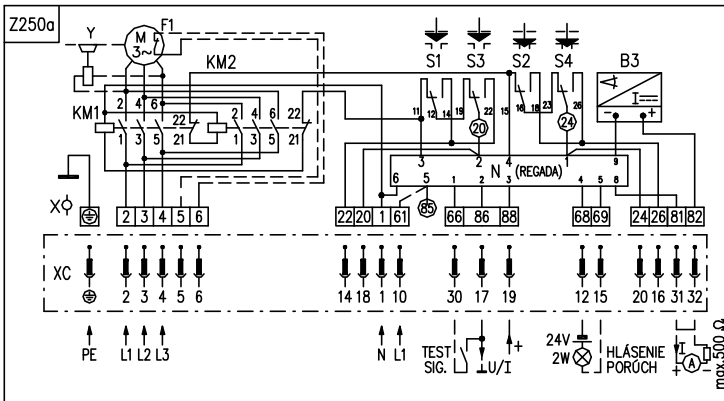 Z250a
Y
F1
M
3~
KM2
KM1
S1 S3 S2 S4 B3
2 4 6
1 3 5
22
21
2 4 6
1 3 5
22
21
11 12 14 19 22 15 16 18 23 26
20
24
I
- +
3 2 4 1 9
N (REGADA)
6 5 1 2 3 4 5 8
85
X
2 3 4 5 6
22 20 1 61
66 86 88
68 69
24 26 81 82
XC
2 3 4 5 6
14 18 1 10
30 17 19
12 15
20 16 31 32
PE L1 L2 L3
N L1
TEST
SIG.
U/I
+
24V
2W
HLÁSENIE
PORÚCH
I
A
+ -
max.500 Ω